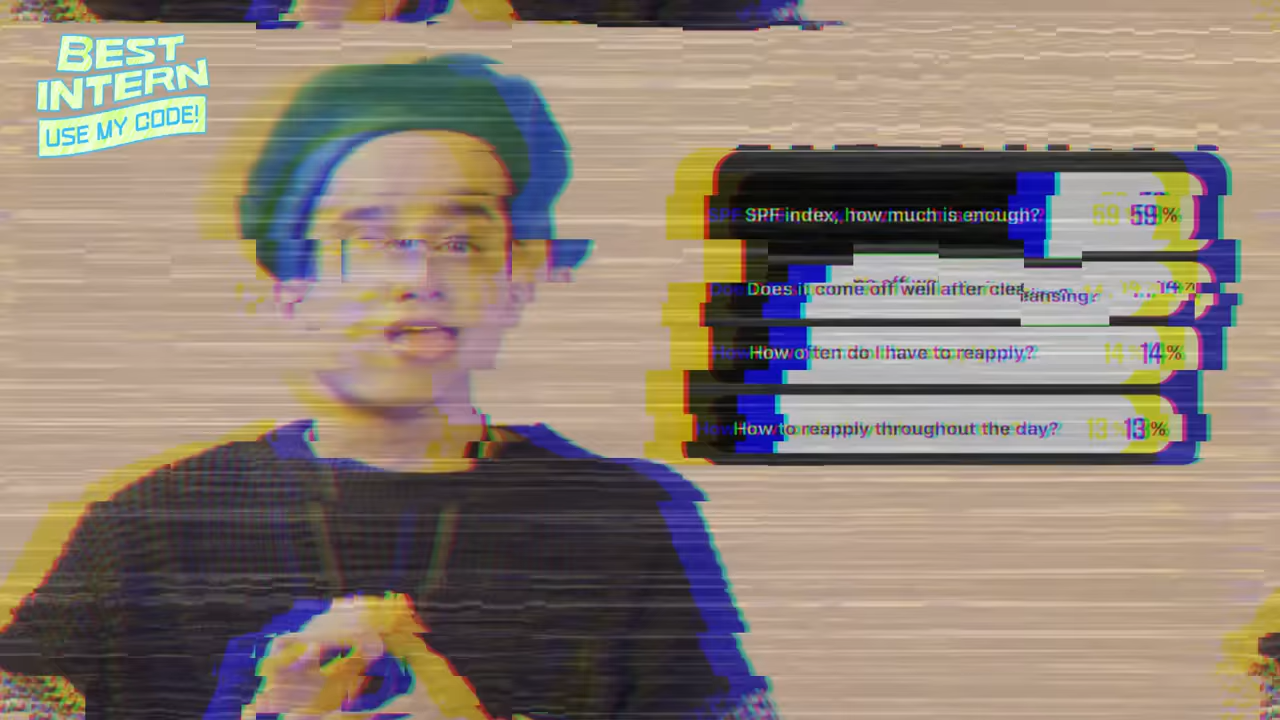 BEST
INTERN
USE MY CODE!
SPF index, how much is enough? 59%
Does it come off well after cleansing?
How often do I have to reapply? 14%
How to reapply throughout the day? 13%